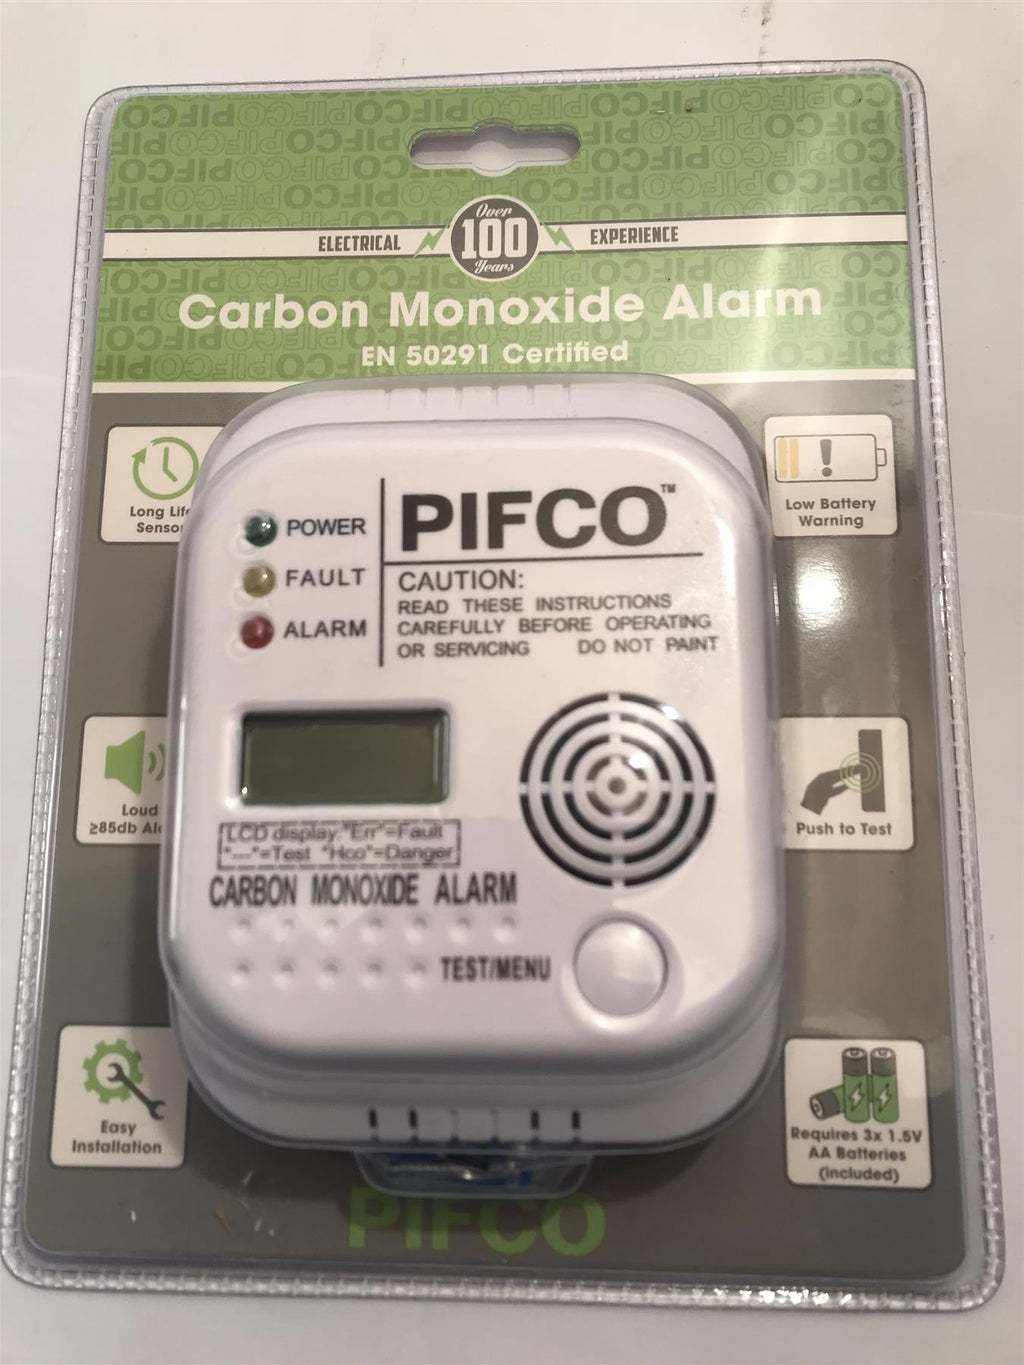 ELECTRICAL Over 100 Years EXPERIENCE
Carbon Monoxide Alarm
EN 50291 Certified
Long Life
Sensor
Low Battery
Warning
POWER
FAULT
ALARM
PIFCO™
CAUTION:
READ THESE INSTRUCTIONS
CAREFULLY BEFORE OPERATING
OR SERVICING DO NOT PAINT
Loud
≥85db
Push to Test
LCD display:"Err"=Fault
"---"=Test "Hco"=Danger
CARBON MONOXIDE ALARM
TEST/MENU
Easy
Installation
Requires 3x 1.5V
AA Batteries
(included)
PIFCO